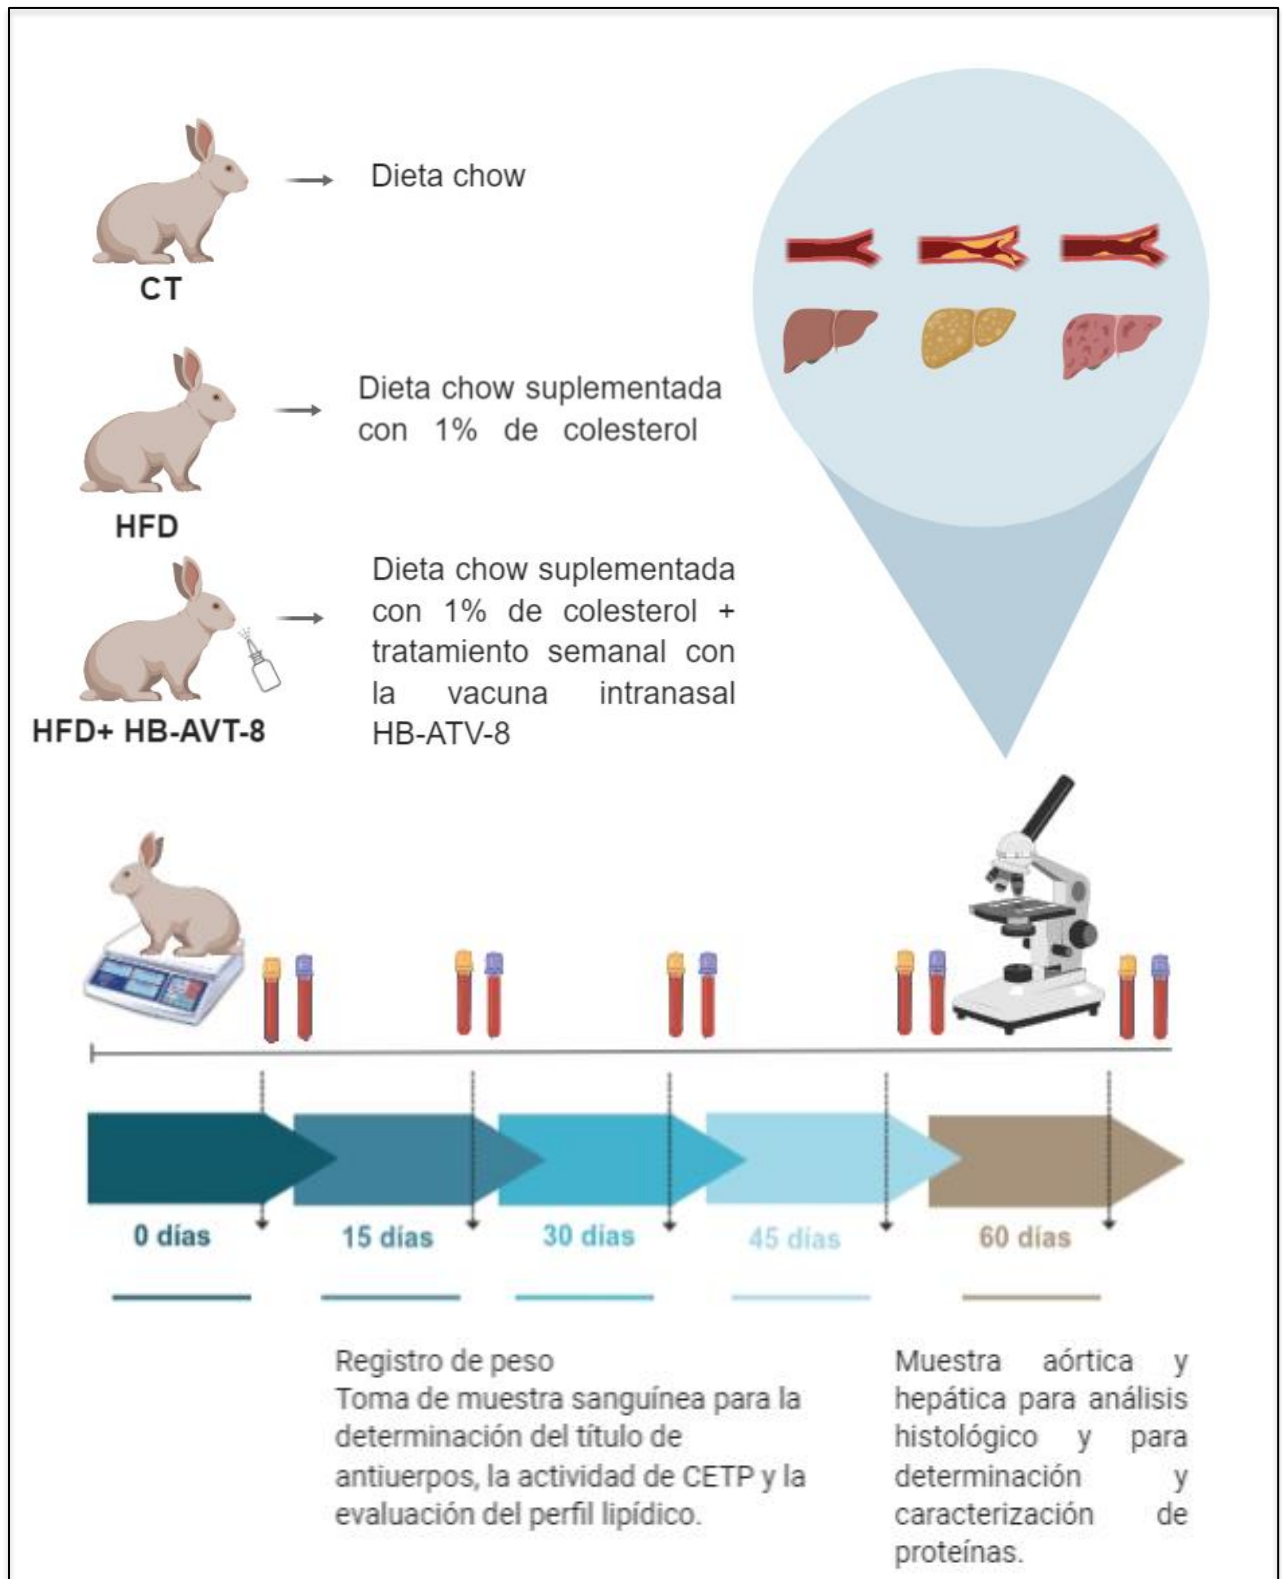 Dieta chow
CT
Dieta chow suplementada
con 1% de colesterol
HFD
Dieta chow suplementada
con 1% de colesterol +
tratamiento semanal con
la vacuna intranasal
HB-ATV-8
HFD+ HB-AVT-8
0 días
15 días
30 días
45 días
60 días
Registro de peso
Toma de muestra sanguínea para la
determinación del título de
antiuerpos, la actividad de CETP y la
evaluación del perfil lipídico.
Muestra aórtica y
hepática para análisis
histológico y para
determinación y
caracterización de
proteínas.